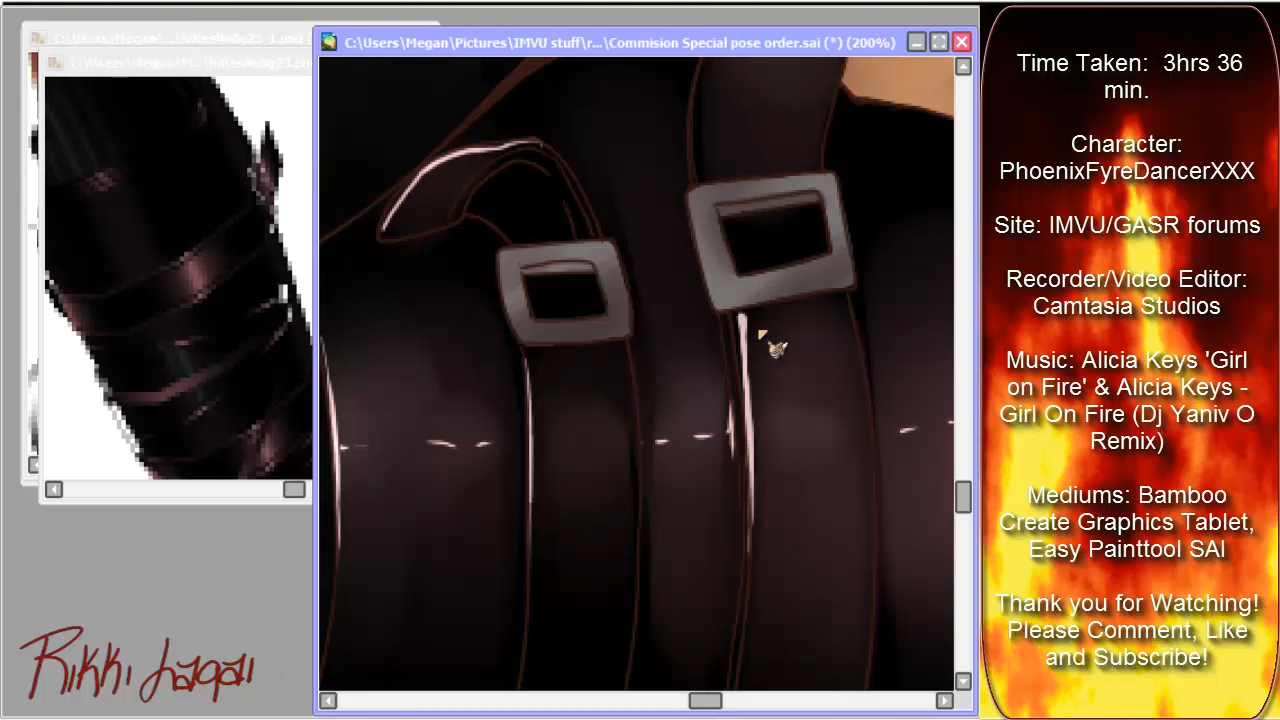 C:\Users\Megan\Pictures\IMVU stuff\r...\Commision Special pose order.sai (*) (200%)
Time Taken:  3hrs 36
min.
Character:
PhoenixFyreDancerXXX
Site: IMVU/GASR forums
Recorder/Video Editor:
Camtasia Studios
Music: Alicia Keys 'Girl
on Fire' & Alicia Keys -
Girl On Fire (Dj Yaniv O
Remix)
Mediums: Bamboo
Create Graphics Tablet,
Easy Painttool SAI
Thank you for Watching!
Please Comment, Like
and Subscribe!
Rikki